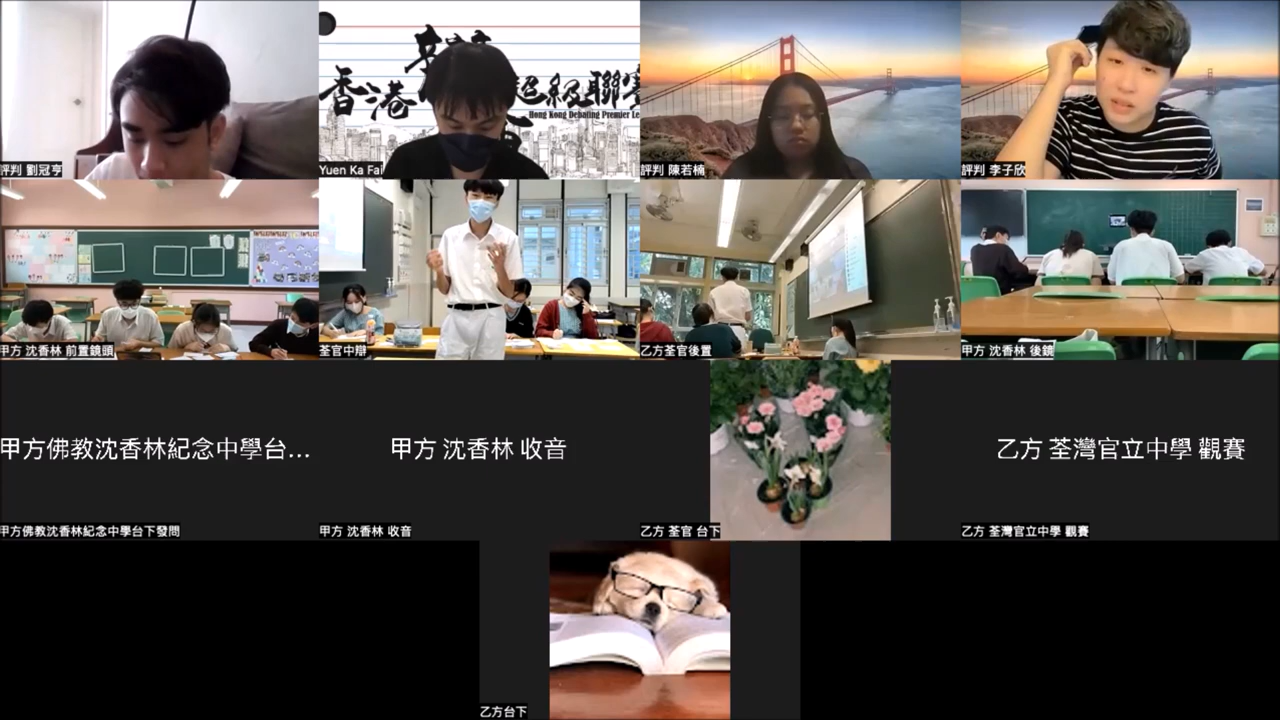 香港
超級聯賽
Hong Kong Debating Premier Le
評判 劉冠亨
Yuen Ka Fai
評判 陳若楠
評判 李子欣
甲方 沈香林 前置鏡頭
荃官中辯
乙方荃官後置
甲方 沈香林 後鏡
甲方佛教沈香林紀念中學台...
甲方 沈香林 收音
乙方 荃灣官立中學 觀賽
甲方佛教沈香林紀念中學台下發問
甲方 沈香林 收音
乙方 荃官 台下
乙方 荃灣官立中學 觀賽
乙方台下